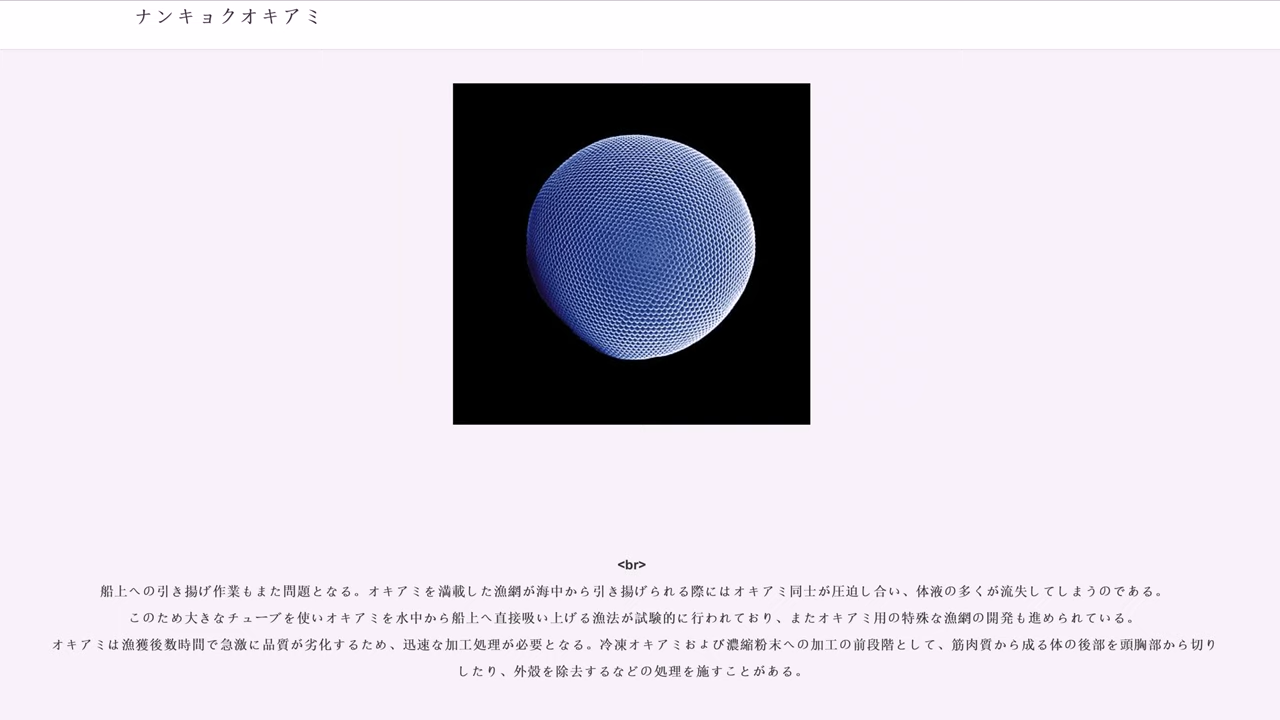 ナンキョクオキアミ
<br>
船上への引き揚げ作業もまた問題となる。オキアミを満載した漁網が海中から引き揚げられる際にはオキアミ同士が圧迫し合い、体液の多くが流失してしまうのである。
このため大きなチューブを使いオキアミを水中から船上へ直接吸い上げる漁法が試験的に行われており、またオキアミ用の特殊な漁網の開発も進められている。
オキアミは漁獲後数時間で急激に品質が劣化するため、迅速な加工処理が必要となる。冷凍オキアミおよび濃縮粉末への加工の前段階として、筋肉質から成る体の後部を頭胸部から切り
したり、外殻を除去するなどの処理を施すことがある。